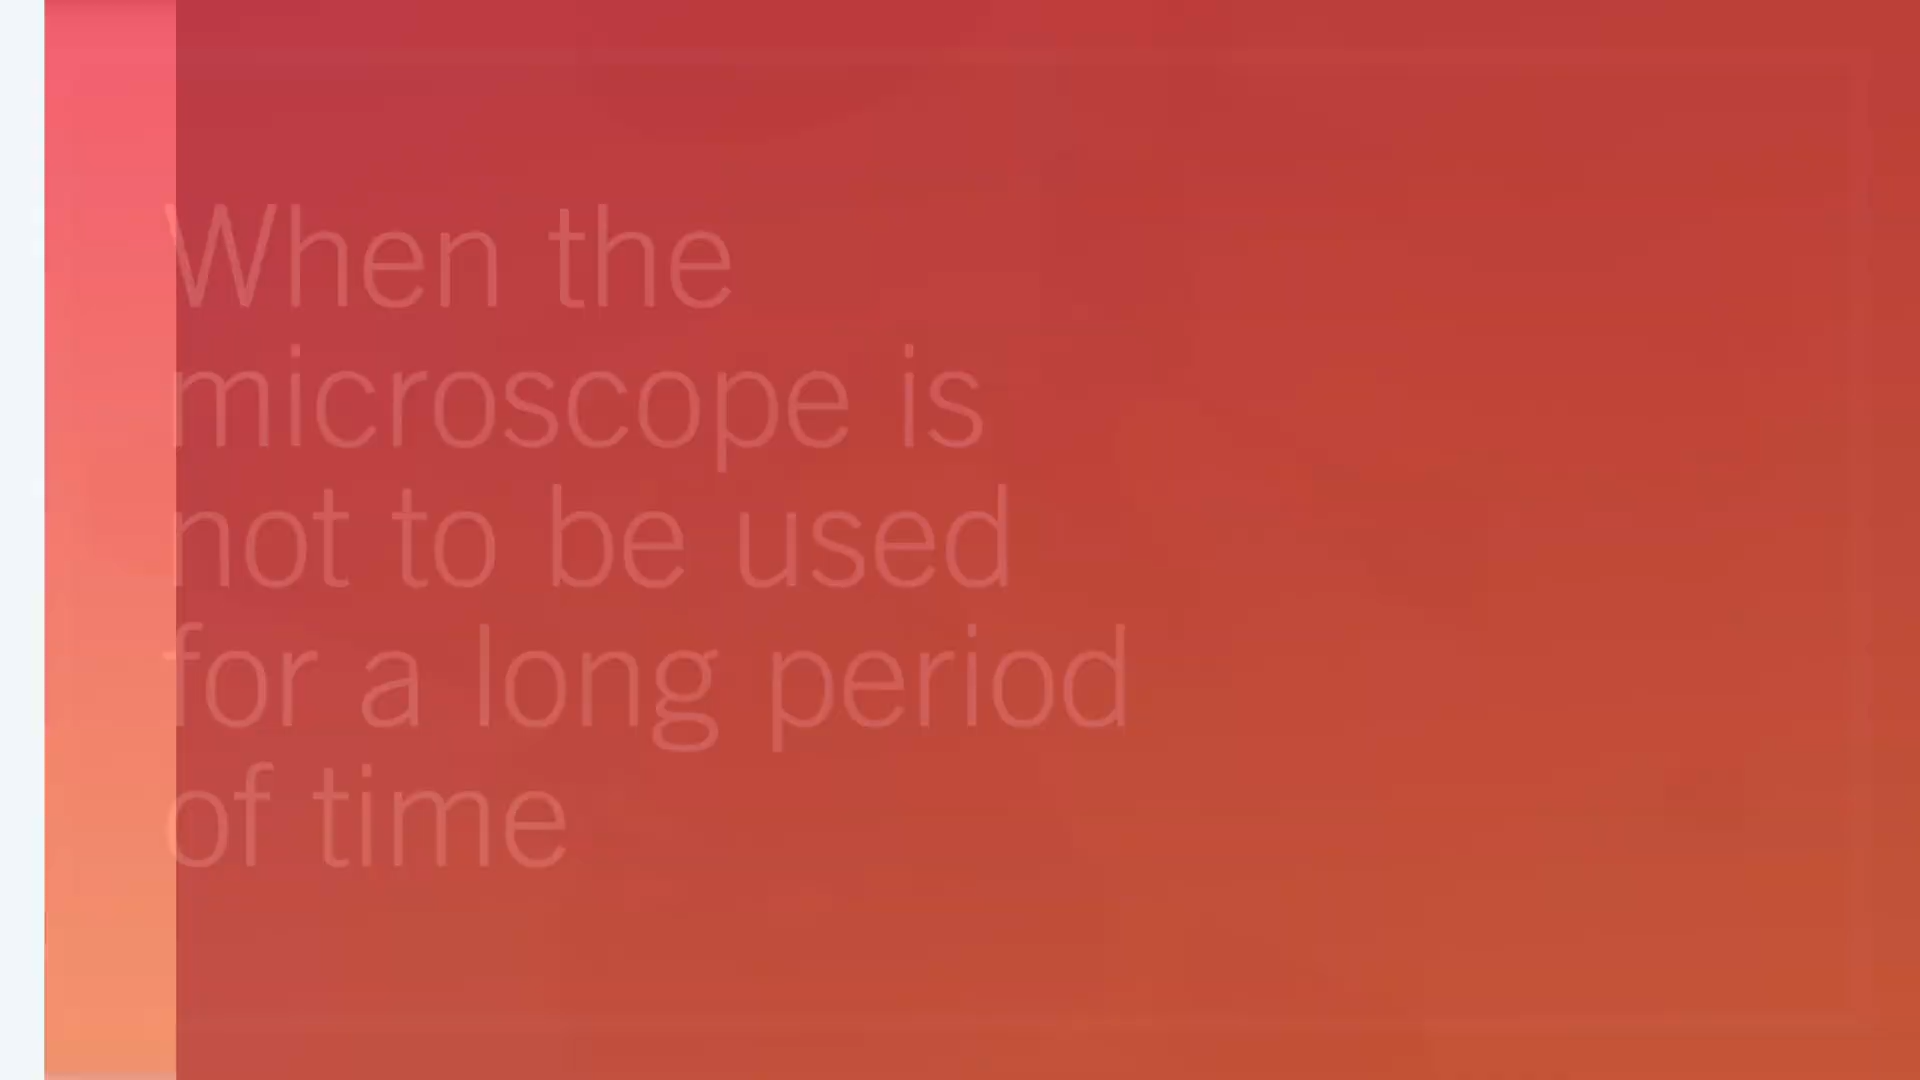 When the
microscope is
not to be used
for a long period
of time